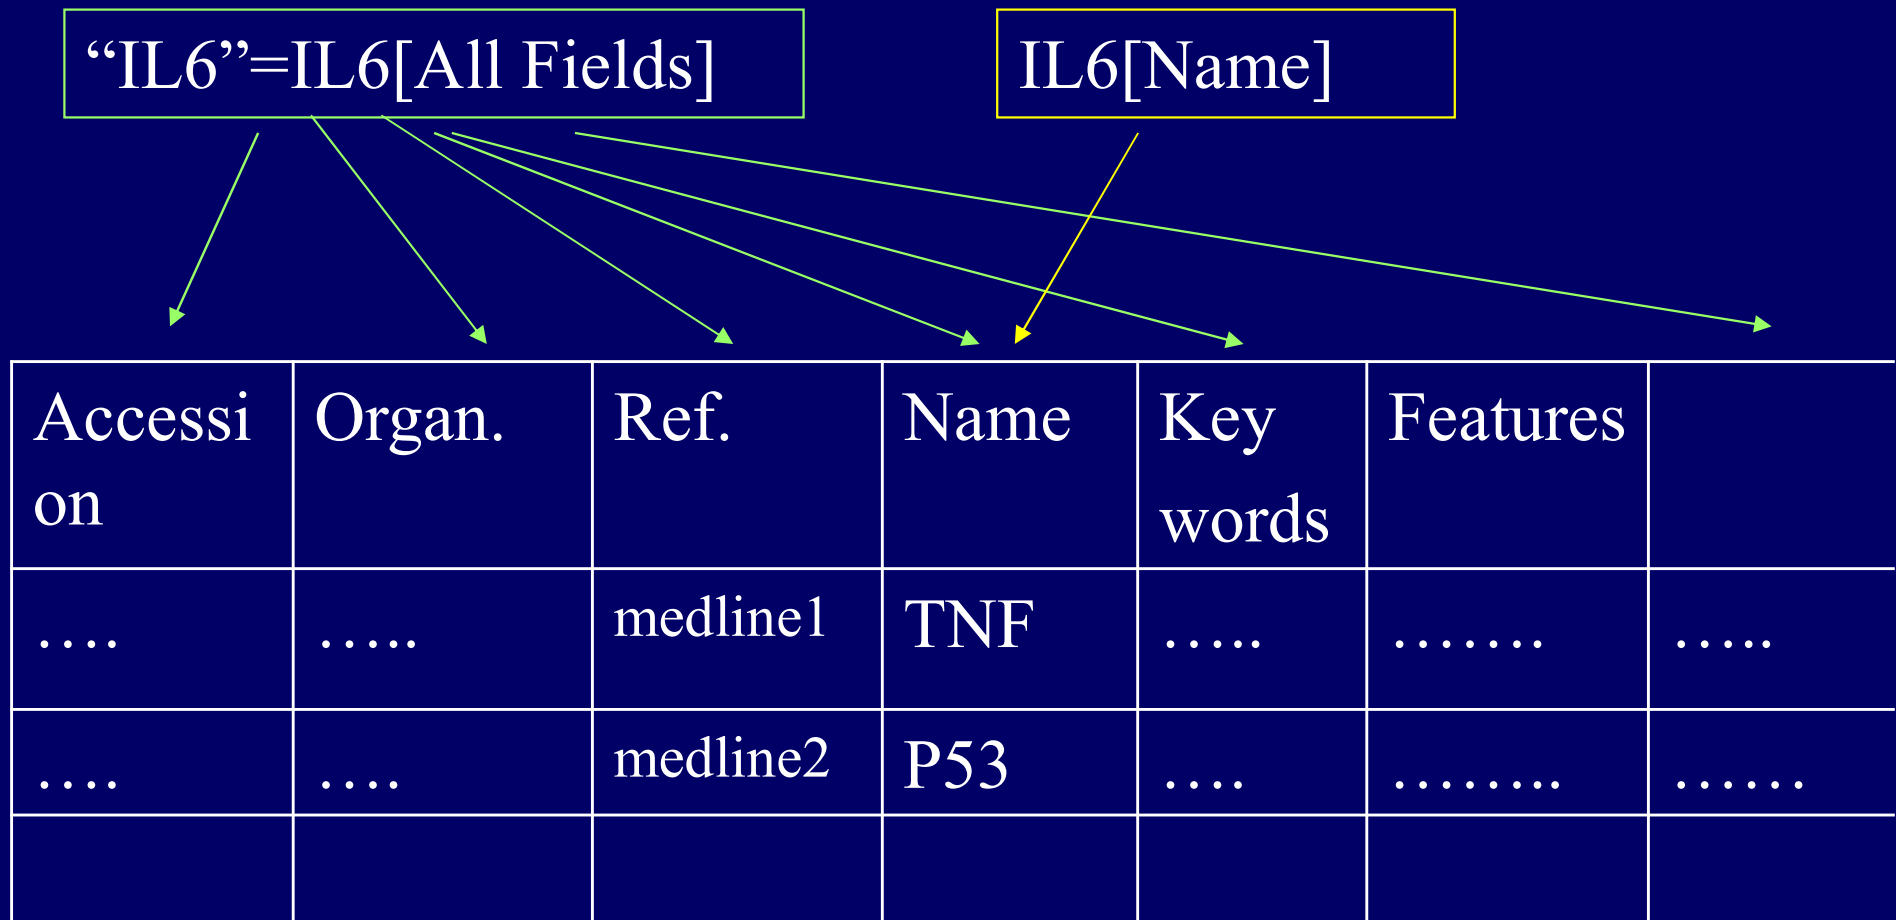 “IL6”=IL6[All Fields]
IL6[Name]
Accessi
on
Organ.
Ref.
Name
Key
words
Features
….
…..
medline1
TNF
…..
…….
…..
….
….
medline2
P53
….
……..
……